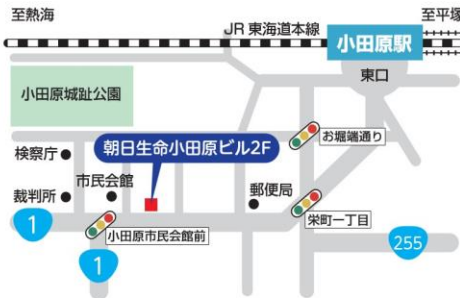 至熱海
至平塚
JR 東海道本線
小田原駅
東口
小田原城趾公園
お堀端通り
朝日生命小田原ビル2F
検察庁
市民会館
裁判所
郵便局
栄町一丁目
1
小田原市民会館前
255
1